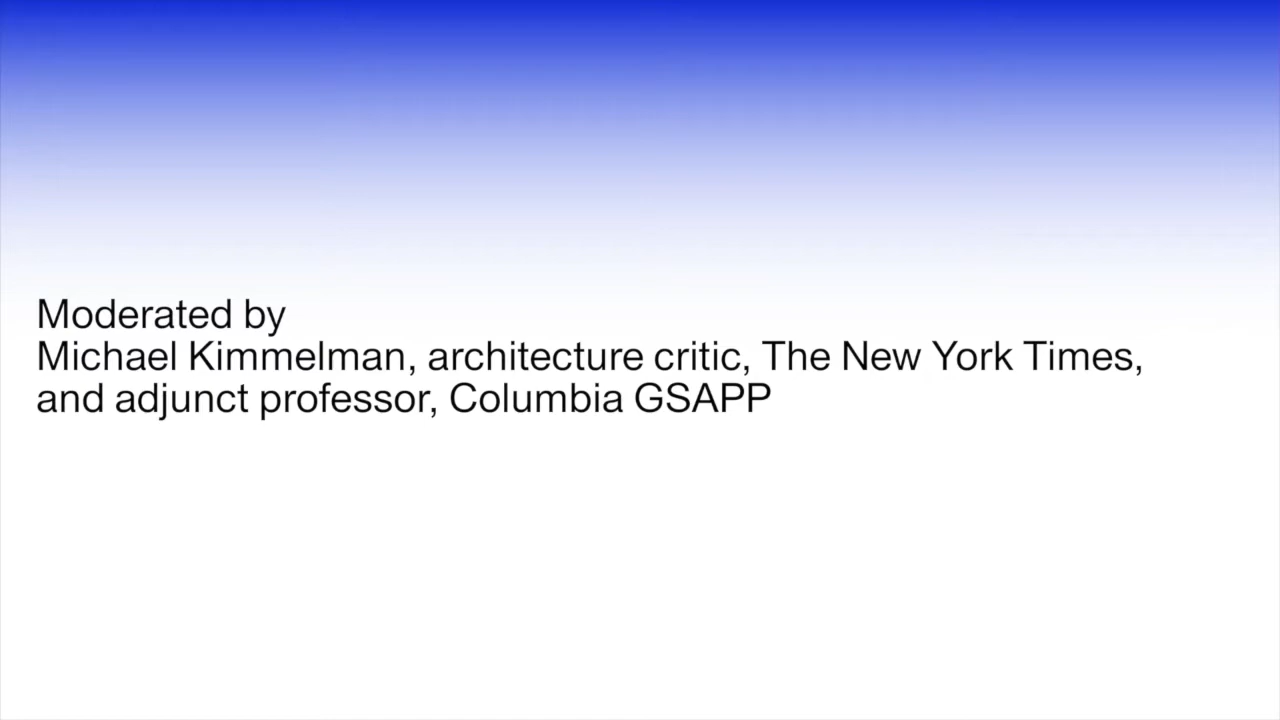 Moderated by
Michael Kimmelman, architecture critic, The New York Times,
and adjunct professor, Columbia GSAPP